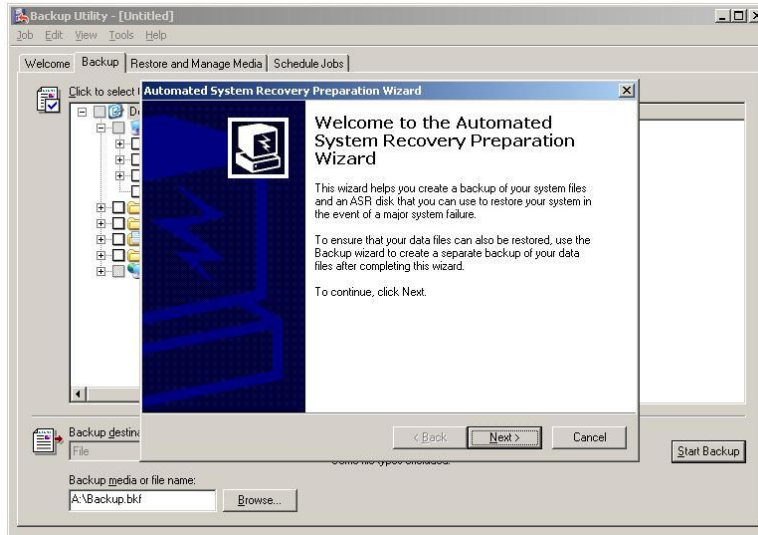 Backup Utility - [Untitled]
Job Edit View Tools Help
Welcome Backup Restore and Manage Media Schedule Jobs
Click to select
Automated System Recovery Preparation Wizard
Welcome to the Automated
System Recovery Preparation
Wizard
This wizard helps you create a backup of your system files
and an ASR disk that you can use to restore your system in
the event of a major system failure.
To ensure that your data files can also be restored, use the
Backup wizard to create a separate backup of your data
files after completing this wizard.
To continue, click Next.
< Back Next > Cancel
Backup destina
File
Start Backup
Backup media or file name:
A:\Backup.bkf
Browse...